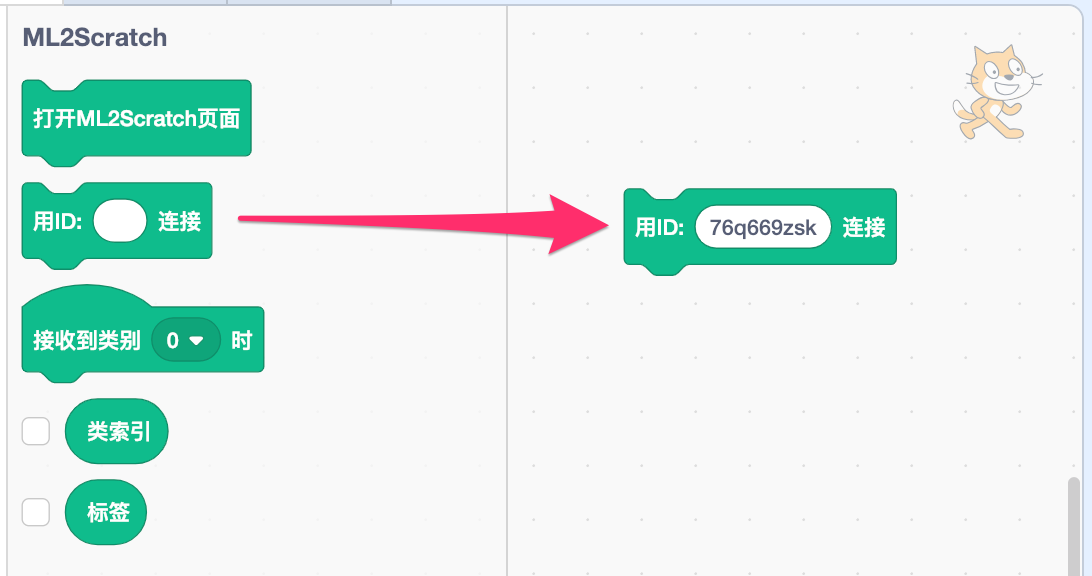 ML2Scratch
打开ML2Scratch页面
用ID: 连接
用ID: 76q669zsk 连接
接收到类别 0 时
类索引
标签